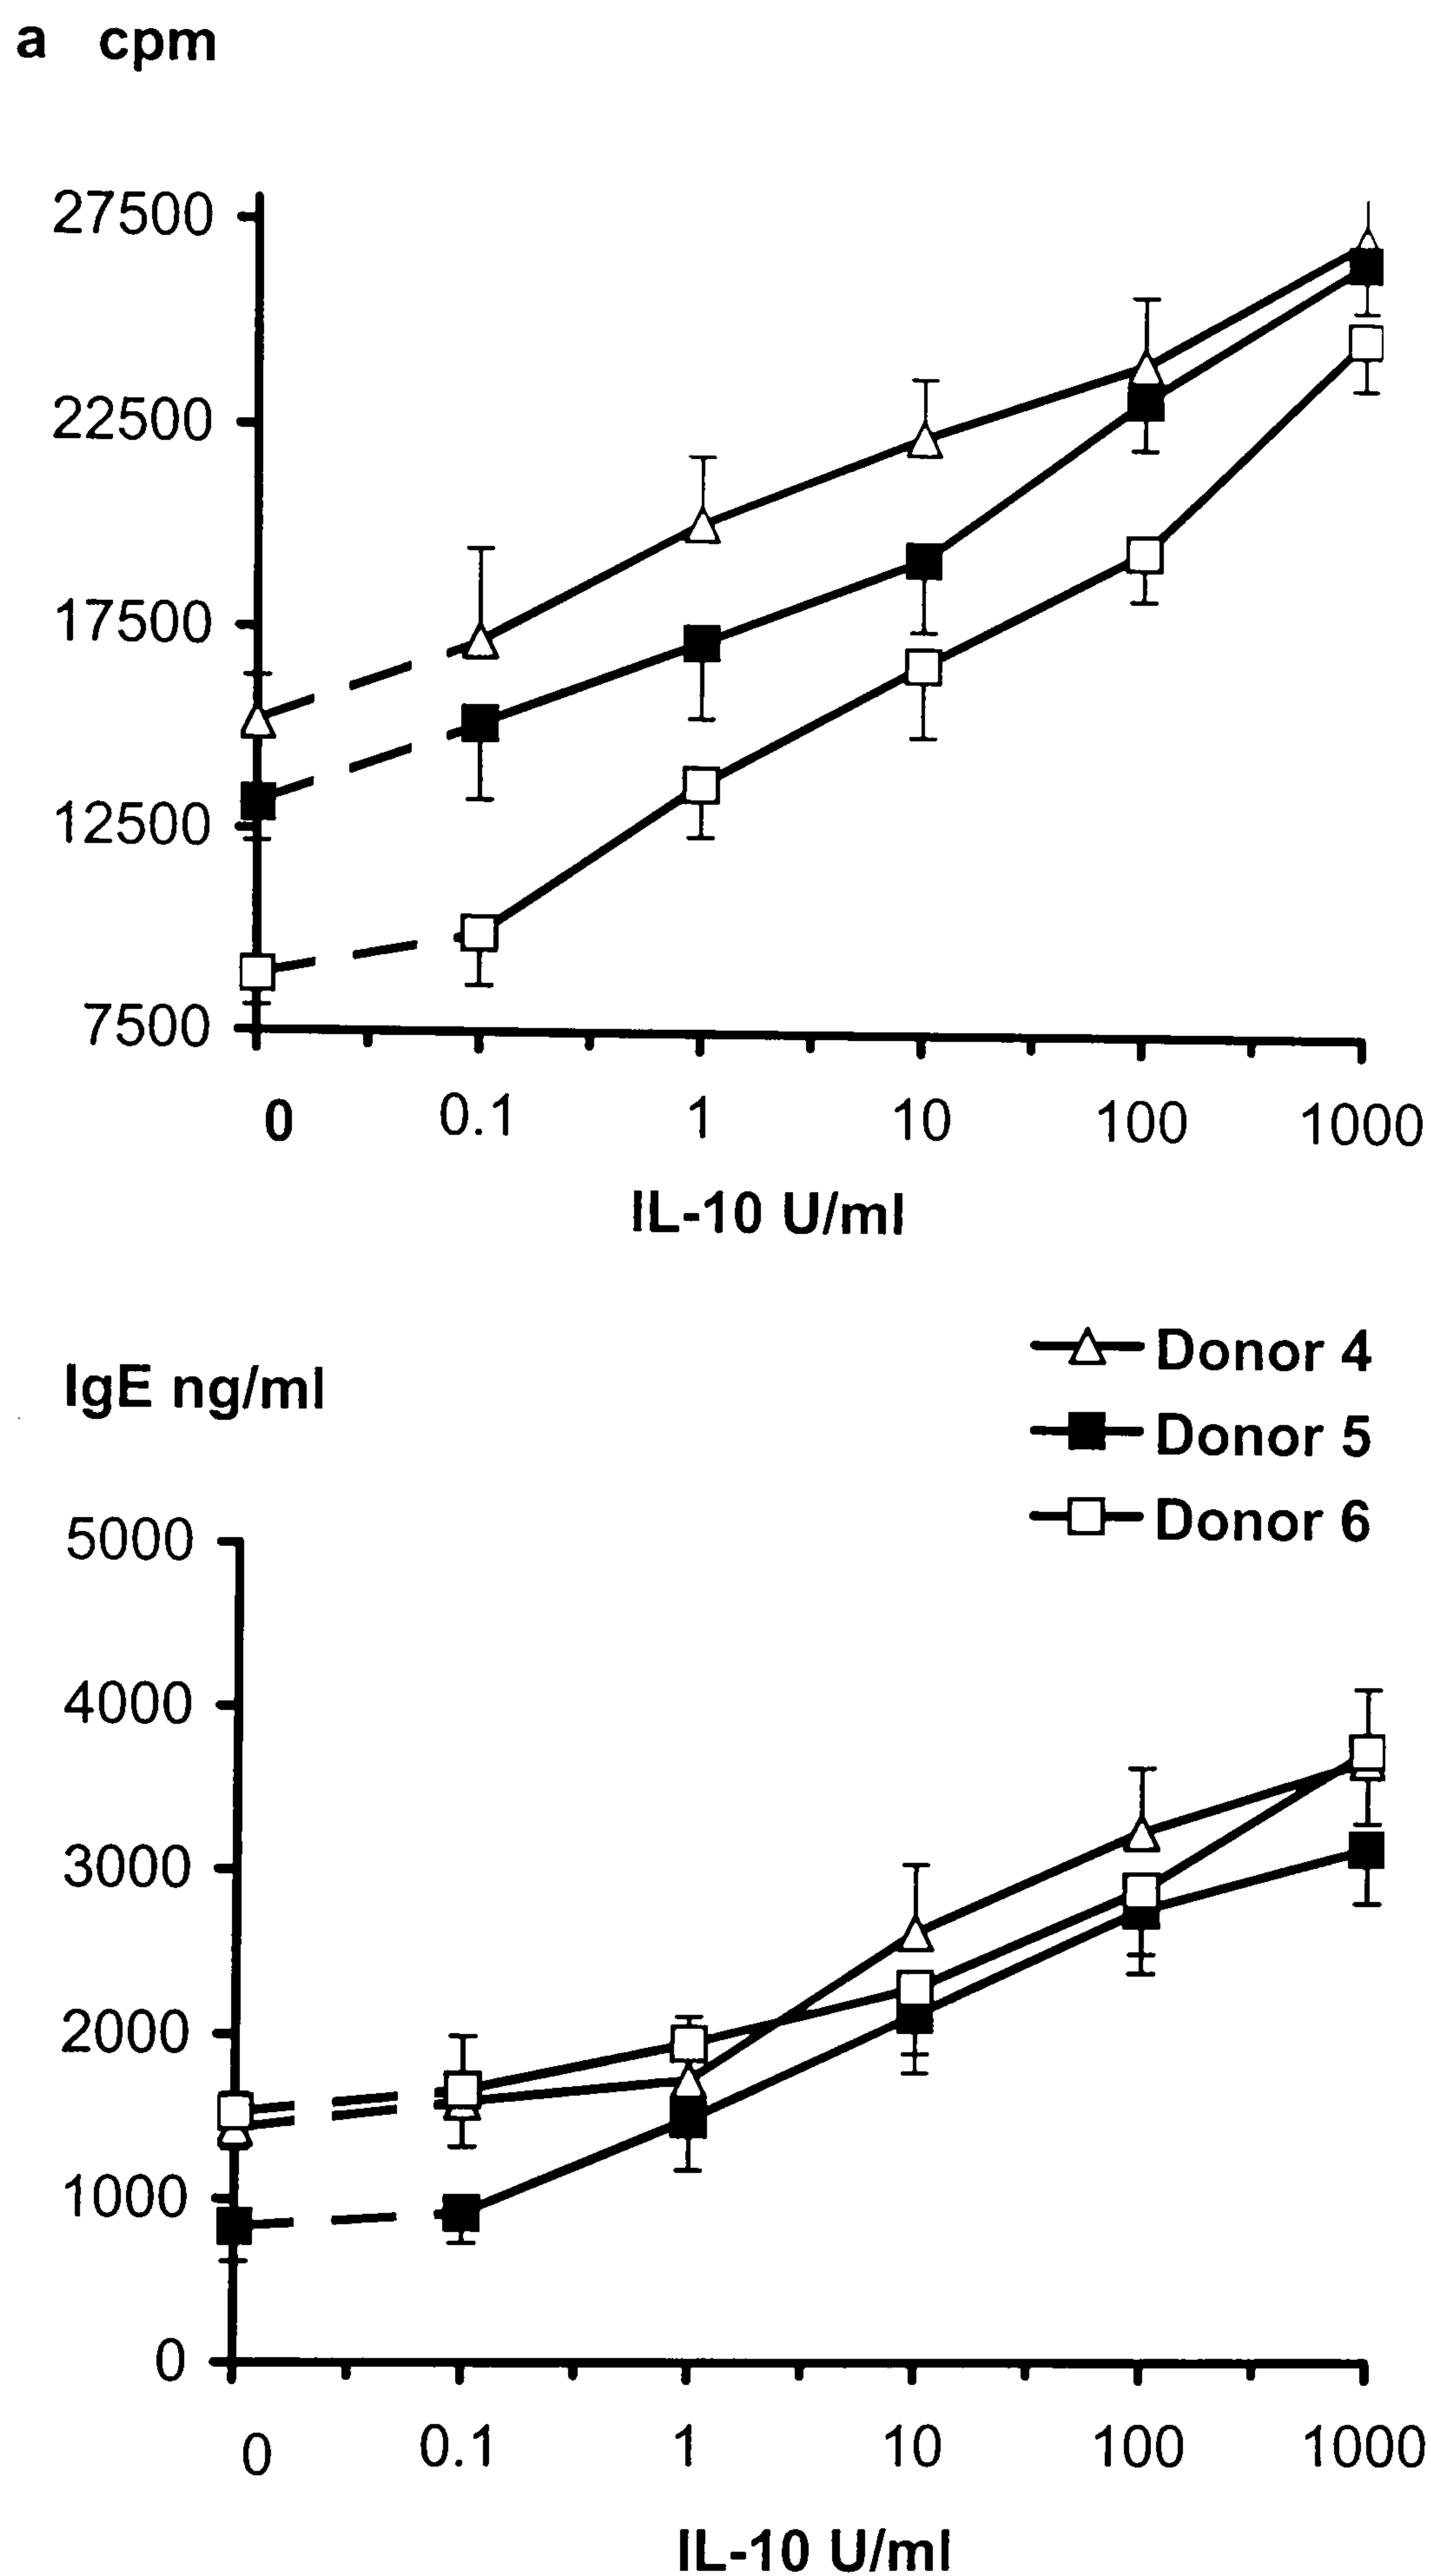 a cpm
27500
22500
17500
12500
7500
0 0.1 1 10 100 1000
IL-10 U/ml
Donor 4
IgE ng/ml
Donor 5
Donor 6
5000
4000
3000
2000
1000
0
0 0.1 1 10 100 1000
IL-10 U/ml